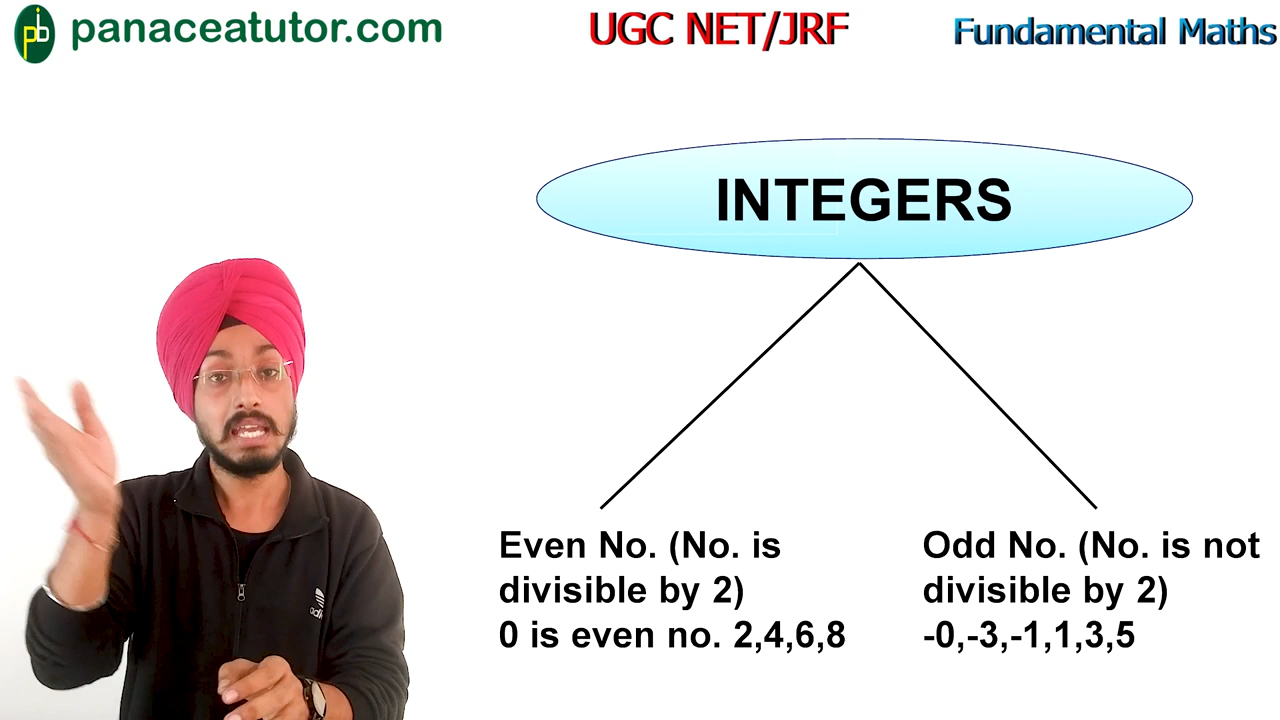 pb panaceatutor.com
UGC NET/JRF
Fundamental Maths
INTEGERS
Even No. (No. is
divisible by 2)
0 is even no. 2,4,6,8
Odd No. (No. is not
divisible by 2)
-0,-3,-1,1,3,5